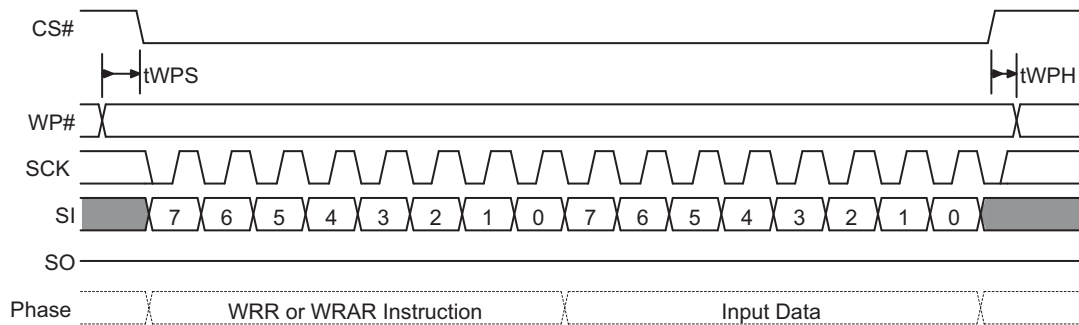 CS#
tWPS
tWPH
WP#
SCK
SI 7 6 5 4 3 2 1 0 7 6 5 4 3 2 1 0
SO
Phase WRR or WRAR Instruction Input Data